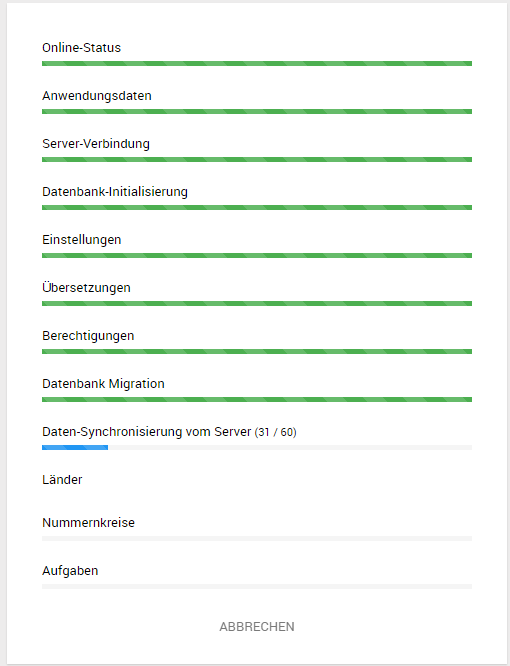 Online-Status
Anwendungsdaten
Server-Verbindung
Datenbank-Initialisierung
Einstellungen
Übersetzungen
Berechtigungen
Datenbank Migration
Daten-Synchronisierung vom Server (31 / 60)
Länder
Nummernkreise
Aufgaben
ABBRECHEN